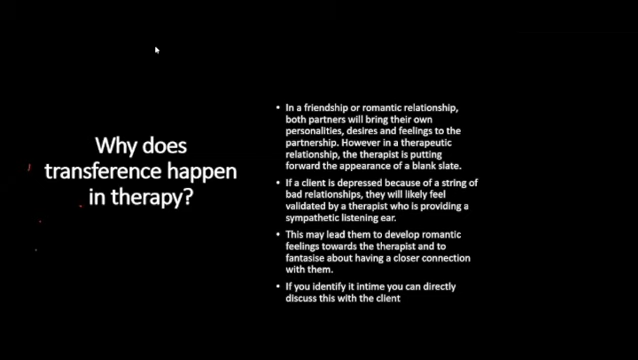 Why does
transference happen
in therapy?
• In a friendship or romantic relationship,
both partners will bring their own
personalities, desires and feelings to the
partnership. However in a therapeutic
relationship, the therapist is putting
forward the appearance of a blank slate.
• If a client is depressed because of a string of
bad relationships, they will likely feel
validated by a therapist who is providing a
sympathetic listening ear.
• This may lead them to develop romantic
feelings towards the therapist and to
fantasise about having a closer connection
with them.
• If you identify it intime you can directly
discuss this with the client